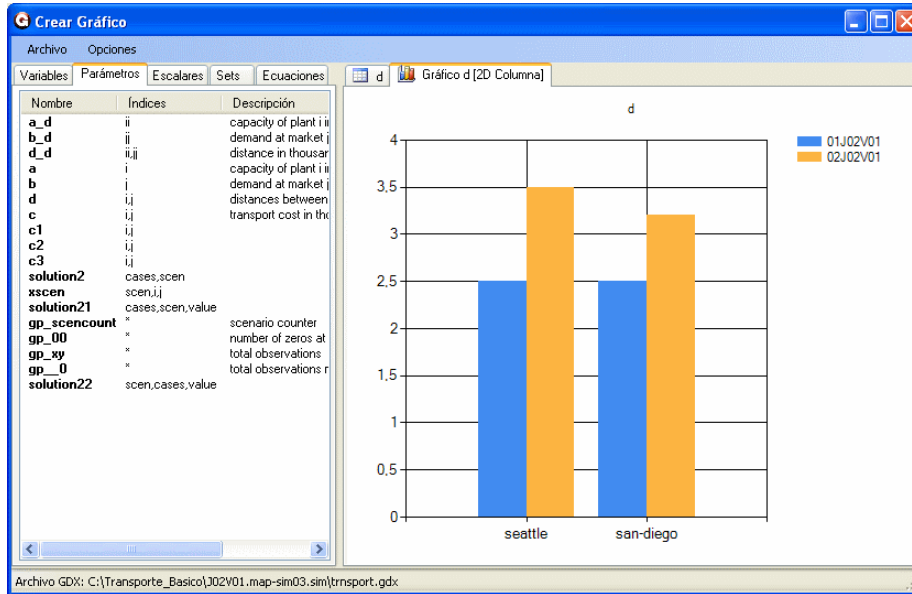 Crear Gráfico
Archivo Opciones
Variables Parámetros Escalares Sets Ecuaciones
Nombre Índices Descripción
a_d ii capacity of plant i ii
b_d jj demand at market j
d_d ii,jj distance in thousar
a i capacity of plant i ii
b j demand at market j
d i,j distances between
c i,j transport cost in tho
c1 i,j
c2 i,j
c3 i,j
solution2 cases,scen
xscen scen,i,j
solution21 cases,scen,value
gp_scencount * scenario counter
gp_00 * number of zeros at
gp_xy * total observations
gp__0 * total observations r
solution22 scen,cases,value
d Gráfico d [2D Columna]
d
4
3,5
3
2,5
2
1,5
1
0,5
0
seattle san-diego
01J02V01
02J02V01
Archivo GDX: C:\Transporte_Basico\J02V01.map-sim03.sim\trnsport.gdx